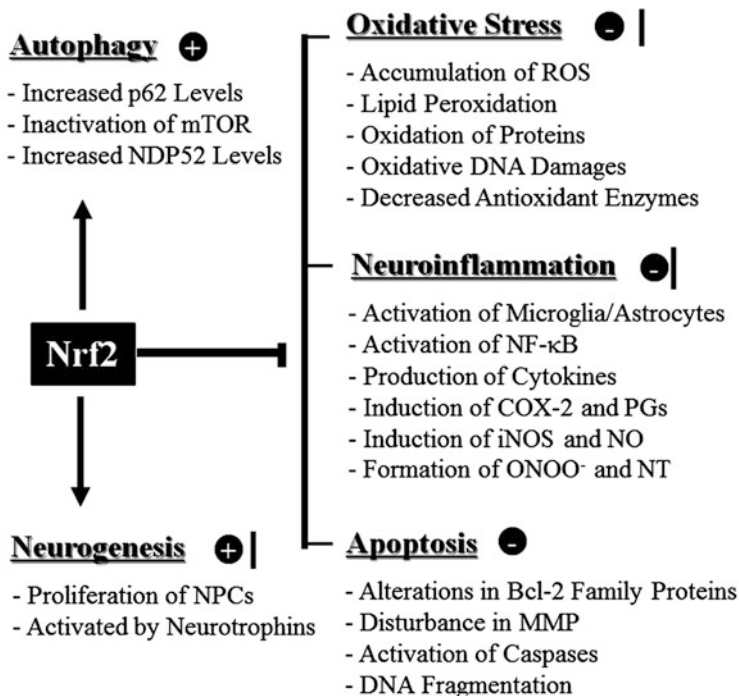 Autophagy +
- Increased p62 Levels
- Inactivation of mTOR
- Increased NDP52 Levels
Nrf2
Neurogenesis +
- Proliferation of NPCs
- Activated by Neurotrophins
Oxidative Stress -
- Accumulation of ROS
- Lipid Peroxidation
- Oxidation of Proteins
- Oxidative DNA Damages
- Decreased Antioxidant Enzymes
Neuroinflammation -
- Activation of Microglia/Astrocytes
- Activation of NF-κB
- Production of Cytokines
- Induction of COX-2 and PGs
- Induction of iNOS and NO
- Formation of ONOO⁻ and NT
Apoptosis -
- Alterations in Bcl-2 Family Proteins
- Disturbance in MMP
- Activation of Caspases
- DNA Fragmentation